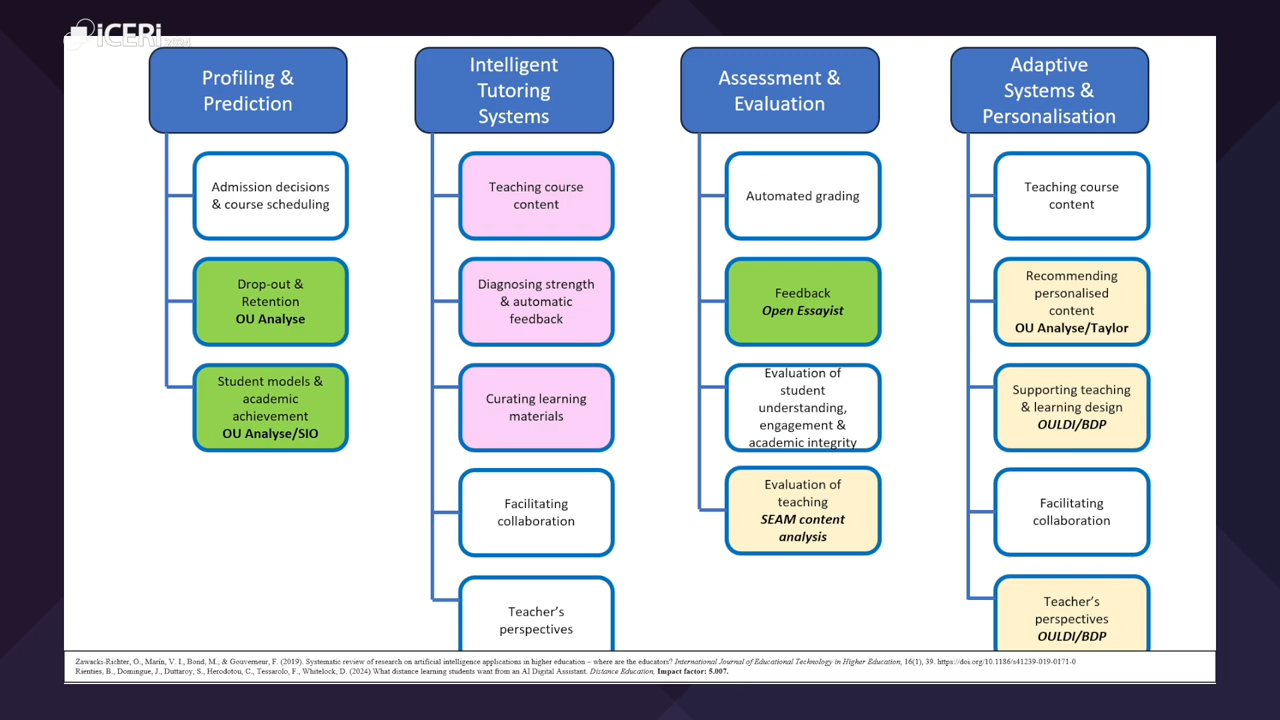 iCERi
2024
Profiling &
Prediction
Admission decisions
& course scheduling
Drop-out &
Retention
OU Analyse
Student models &
academic
achievement
OU Analyse/SIO
Intelligent
Tutoring
Systems
Teaching course
content
Diagnosing strength
& automatic
feedback
Curating learning
materials
Facilitating
collaboration
Teacher's
perspectives
Assessment &
Evaluation
Automated grading
Feedback
Open Essayist
Evaluation of
student
understanding,
engagement &
academic integrity
Evaluation of
teaching
SEAM content
analysis
Adaptive
Systems &
Personalisation
Teaching course
content
Recommending
personalised
content
OU Analyse/Taylor
Supporting teaching
& learning design
OULDI/BDP
Facilitating
collaboration
Teacher's
perspectives
OULDI/BDP
Zawacki-Richter, O., Marín, V. I., Bond, M., & Gouverneur, F. (2019). Systematic review of research on artificial intelligence applications in higher education – where are the educators? International Journal of Educational Technology in Higher Education, 16(1), 39. https://doi.org/10.1186/s41239-019-0171-0
Rienties, B., Domingue, J., Duttaroy, S., Herodotou, C., Tessarolo, F., Whitelock, D. (2024) What distance learning students want from an AI Digital Assistant. Distance Education, Impact factor: 5.007.